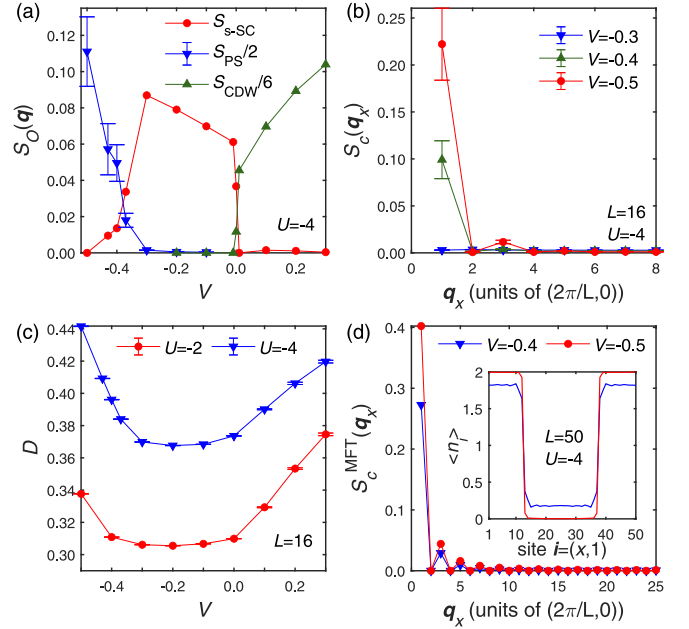 (a)
S_s-SC
S_PS/2
S_CDW/6
U=-4
S_O(q)
0.12
0.10
0.08
0.06
0.04
0.02
0.00
-0.4 -0.2 0.0 0.2
V
(b)
V=-0.3
V=-0.4
V=-0.5
L=16
U=-4
S_c(q_x)
0.25
0.20
0.15
0.10
0.05
0.00
0 2 4 6 8
q_x (units of (2π/L,0))
(c)
U=-2 U=-4
L=16
D
0.44
0.42
0.40
0.38
0.36
0.34
0.32
0.30
-0.4 -0.2 0.0 0.2
V
(d)
V=-0.4 V=-0.5
S_c^MFT(q_x)
0.4
0.3
0.2
0.1
0.0
0 5 10 15 20 25
q_x (units of (2π/L,0))
<n_i>
2
1
0
L=50
U=-4
1 10 20 30 40 50
site i=(x,1)